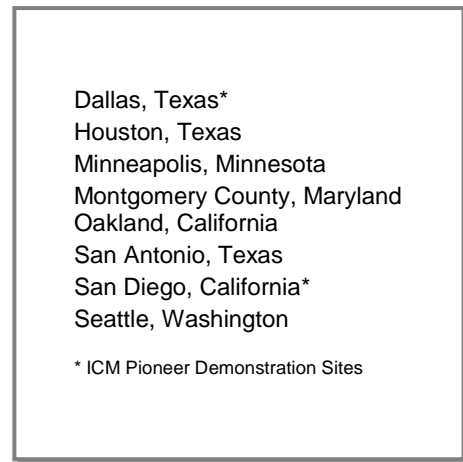 Dallas, Texas*
Houston, Texas
Minneapolis, Minnesota
Montgomery County, Maryland
Oakland, California
San Antonio, Texas
San Diego, California*
Seattle, Washington
* ICM Pioneer Demonstration Sites